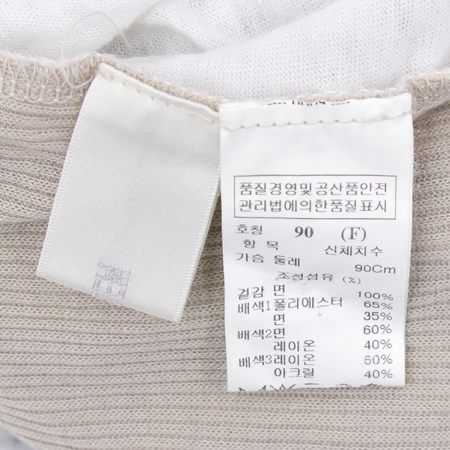 품질경영및공산품안전
관리법에의한품질표시
호칭 90 (F)
항 목 신체치수
가슴 둘레 90Cm
조성섬유 (%)
겉감 면 100%
배색1폴리에스터 65%
면 35%
배색2면 60%
레이온 40%
배색3레이온 60%
아크릴 40%